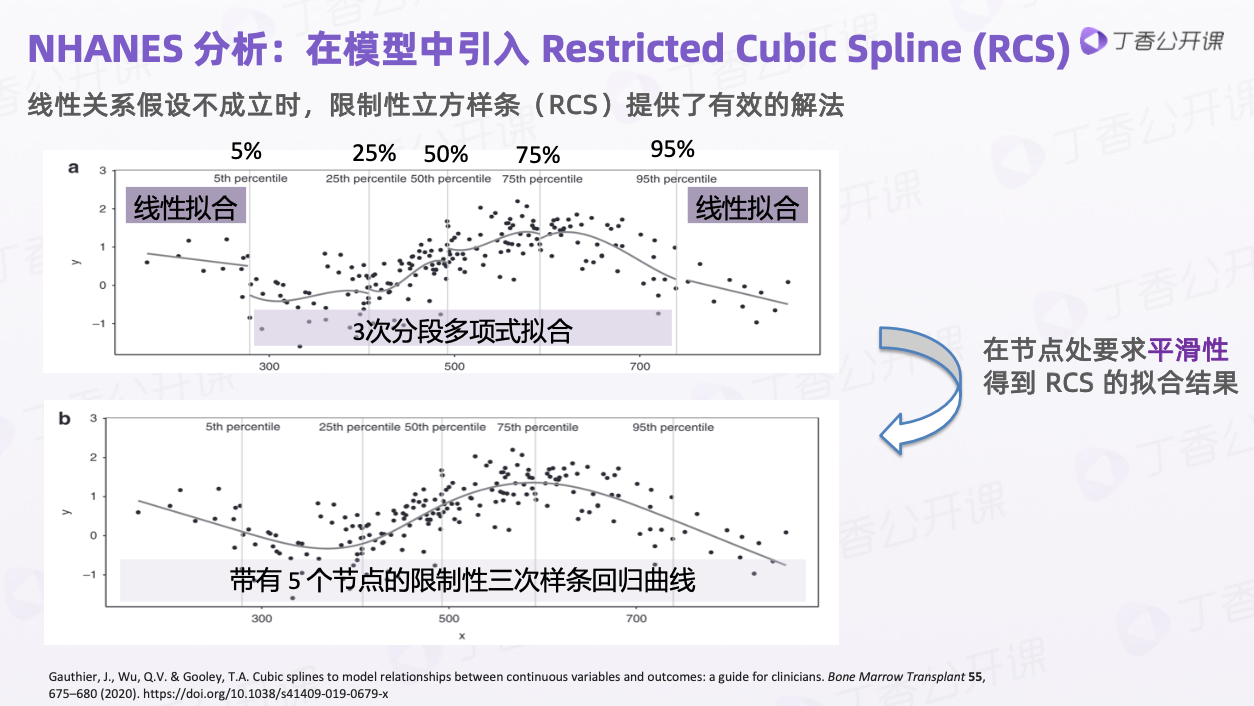 NHANES 分析：在模型中引入 Restricted Cubic Spline (RCS)
丁香公开课
线性关系假设不成立时，限制性立方样条（RCS）提供了有效的解法
5% 25% 50% 75% 95%
a
5th percentile 25th percentile 50th percentile 75th percentile 95th percentile
线性拟合 线性拟合
3
2
1
y
0
−1
3次分段多项式拟合
300 500 700
在节点处要求平滑性
得到 RCS 的拟合结果
b
5th percentile 25th percentile 50th percentile 75th percentile 95th percentile
3
2
1
y
0
−1
带有 5 个节点的限制性三次样条回归曲线
300 500 700
x
Gauthier, J., Wu, Q.V. & Gooley, T.A. Cubic splines to model relationships between continuous variables and outcomes: a guide for clinicians. Bone Marrow Transplant 55,
675–680 (2020). https://doi.org/10.1038/s41409-019-0679-x